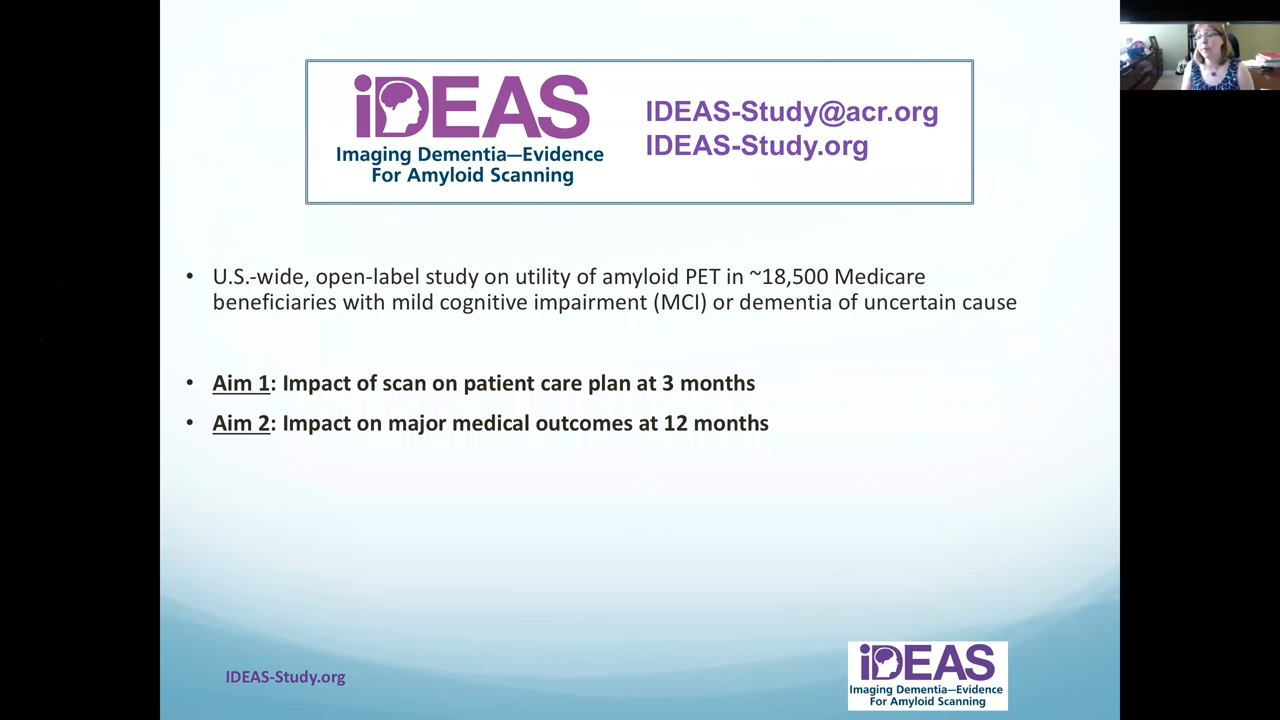 iDEAS
Imaging Dementia—Evidence
For Amyloid Scanning
IDEAS-Study@acr.org
IDEAS-Study.org
• U.S.-wide, open-label study on utility of amyloid PET in ~18,500 Medicare
beneficiaries with mild cognitive impairment (MCI) or dementia of uncertain cause
• Aim 1: Impact of scan on patient care plan at 3 months
• Aim 2: Impact on major medical outcomes at 12 months
IDEAS-Study.org
iDEAS
Imaging Dementia—Evidence
For Amyloid Scanning